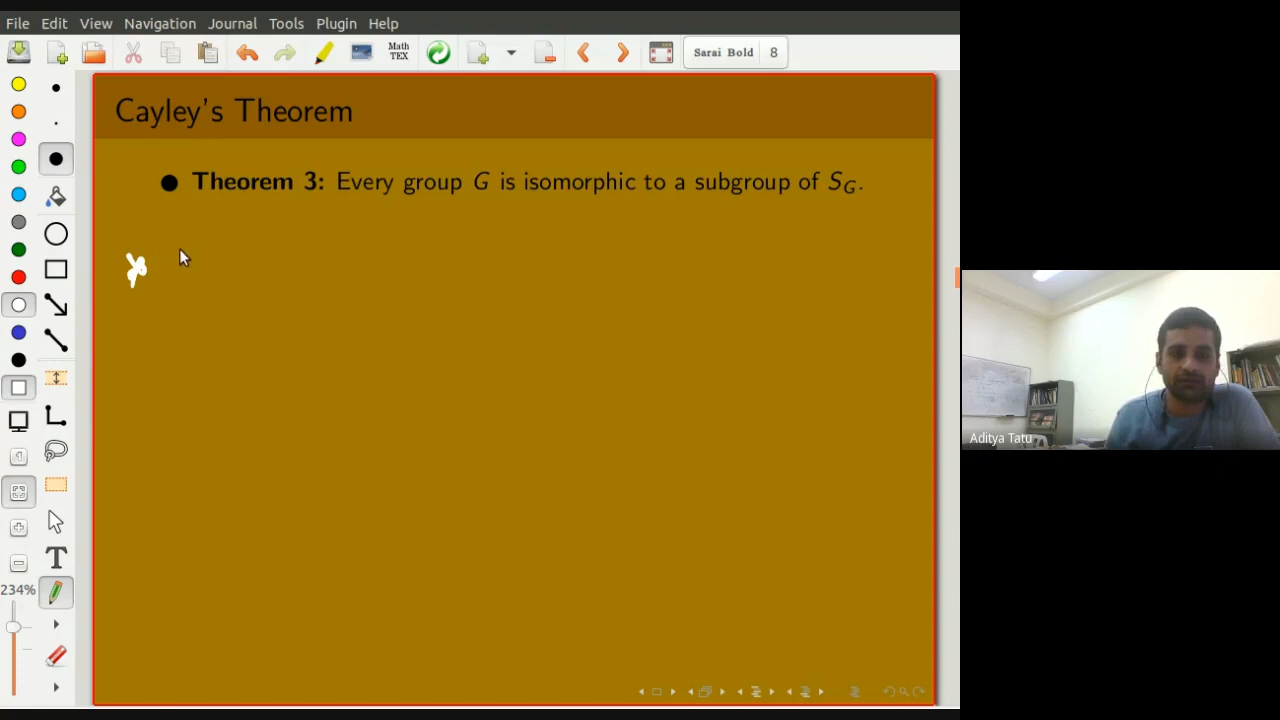 File Edit View Navigation Journal Tools Plugin Help
Math TEX
Sarai Bold 8
Cayley's Theorem
Theorem 3: Every group G is isomorphic to a subgroup of S_G.
234%
T
Aditya Tatu